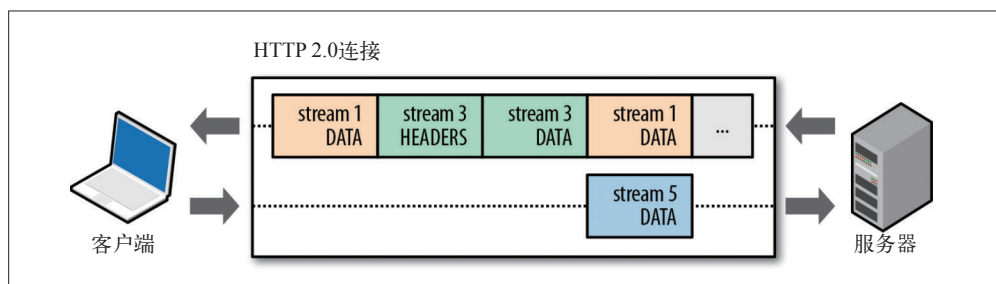 HTTP 2.0连接
stream 1
DATA
stream 3
HEADERS
stream 3
DATA
stream 1
DATA
...
stream 5
DATA
客户端
服务器